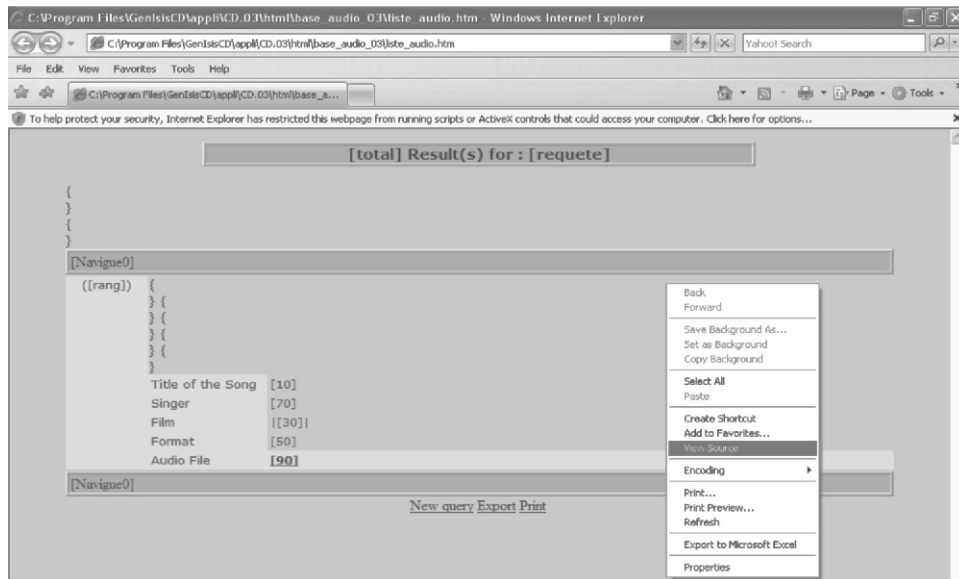 C:\Program Files\GenIsisCD\appli\CD.03\html\base_audio_03\liste_audio.htm - Windows Internet Explorer
C:\Program Files\GenIsisCD\appli\CD.03\html\base_audio_03\liste_audio.htm
Yahoo! Search
File Edit View Favorites Tools Help
C:\Program Files\GenIsisCD\appli\CD.03\html\base_a...
Page Tools
To help protect your security, Internet Explorer has restricted this webpage from running scripts or ActiveX controls that could access your computer. Click here for options...
[total] Result(s) for : [requete]
{
}
{
}
[Navigue0]
([rang]) {
} {
} {
} {
} {
}
Title of the Song [10]
Singer [70]
Film |[30]|
Format [50]
Audio File [90]
[Navigue0]
New query Export Print
Back
Forward
Save Background As...
Set as Background
Copy Background
Select All
Paste
Create Shortcut
Add to Favorites...
View Source
Encoding
Print...
Print Preview...
Refresh
Export to Microsoft Excel
Properties